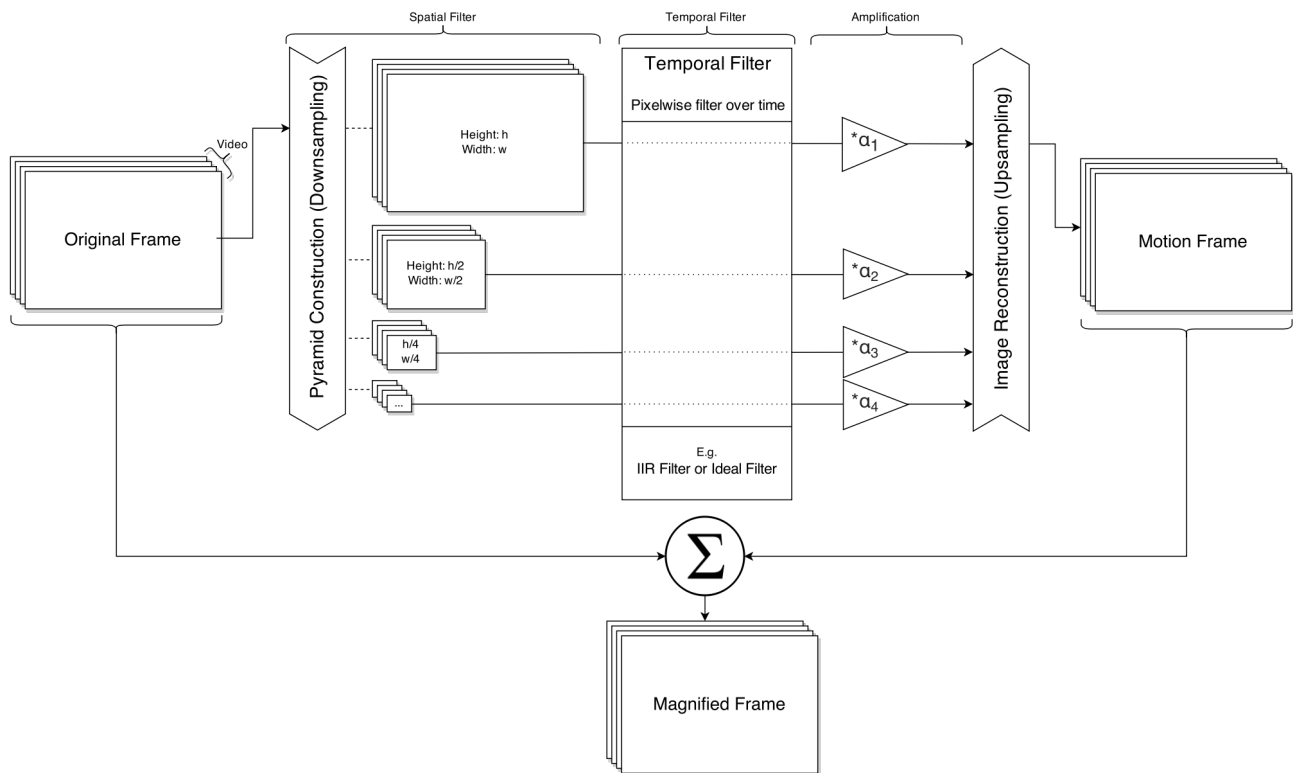 Spatial Filter
Temporal Filter
Amplification
Video
Original Frame
Pyramid Construction (Downsampling)
Height: h
Width: w
Height: h/2
Width: w/2
h/4
w/4
...
Temporal Filter
Pixelwise filter over time
E.g.
IIR Filter or Ideal Filter
*α1
*α2
*α3
*α4
Image Reconstruction (Upsampling)
Motion Frame
Σ
Magnified Frame